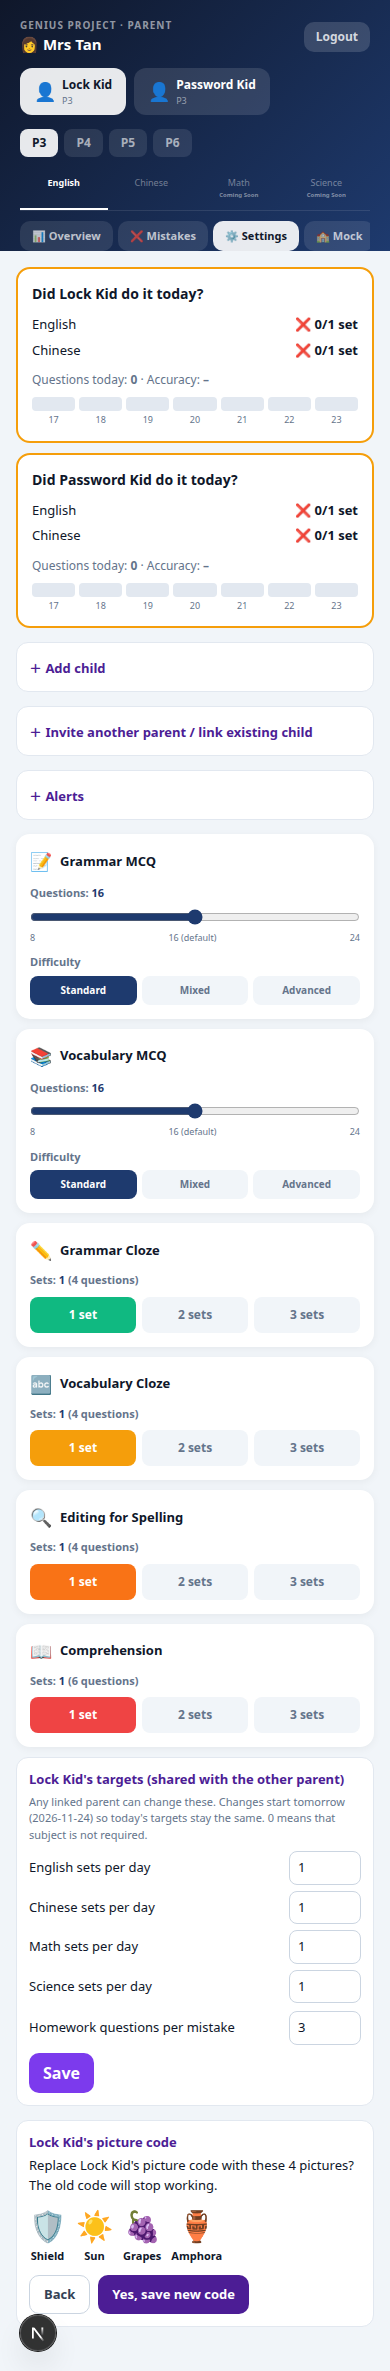 GENIUS PROJECT · PARENT
Mrs Tan
Logout
Lock Kid
P3
Password Kid
P3
P3 P4 P5 P6
English Chinese Math Science
Coming Soon Coming Soon
Overview Mistakes Settings Mock
Did Lock Kid do it today?
English 0/1 set
Chinese 0/1 set
Questions today: 0 · Accuracy: –
17 18 19 20 21 22 23
Did Password Kid do it today?
English 0/1 set
Chinese 0/1 set
Questions today: 0 · Accuracy: –
17 18 19 20 21 22 23
+ Add child
+ Invite another parent / link existing child
+ Alerts
Grammar MCQ
Questions: 16
8 16 (default) 24
Difficulty
Standard Mixed Advanced
Vocabulary MCQ
Questions: 16
8 16 (default) 24
Difficulty
Standard Mixed Advanced
Grammar Cloze
Sets: 1 (4 questions)
1 set 2 sets 3 sets
abc Vocabulary Cloze
Sets: 1 (4 questions)
1 set 2 sets 3 sets
Editing for Spelling
Sets: 1 (4 questions)
1 set 2 sets 3 sets
Comprehension
Sets: 1 (6 questions)
1 set 2 sets 3 sets
Lock Kid's targets (shared with the other parent)
Any linked parent can change these. Changes start tomorrow
(2026-11-24) so today's targets stay the same. 0 means that
subject is not required.
English sets per day 1
Chinese sets per day 1
Math sets per day 1
Science sets per day 1
Homework questions per mistake 3
Save
Lock Kid's picture code
Replace Lock Kid's picture code with these 4 pictures?
The old code will stop working.
Shield Sun Grapes Amphora
Back Yes, save new code
N